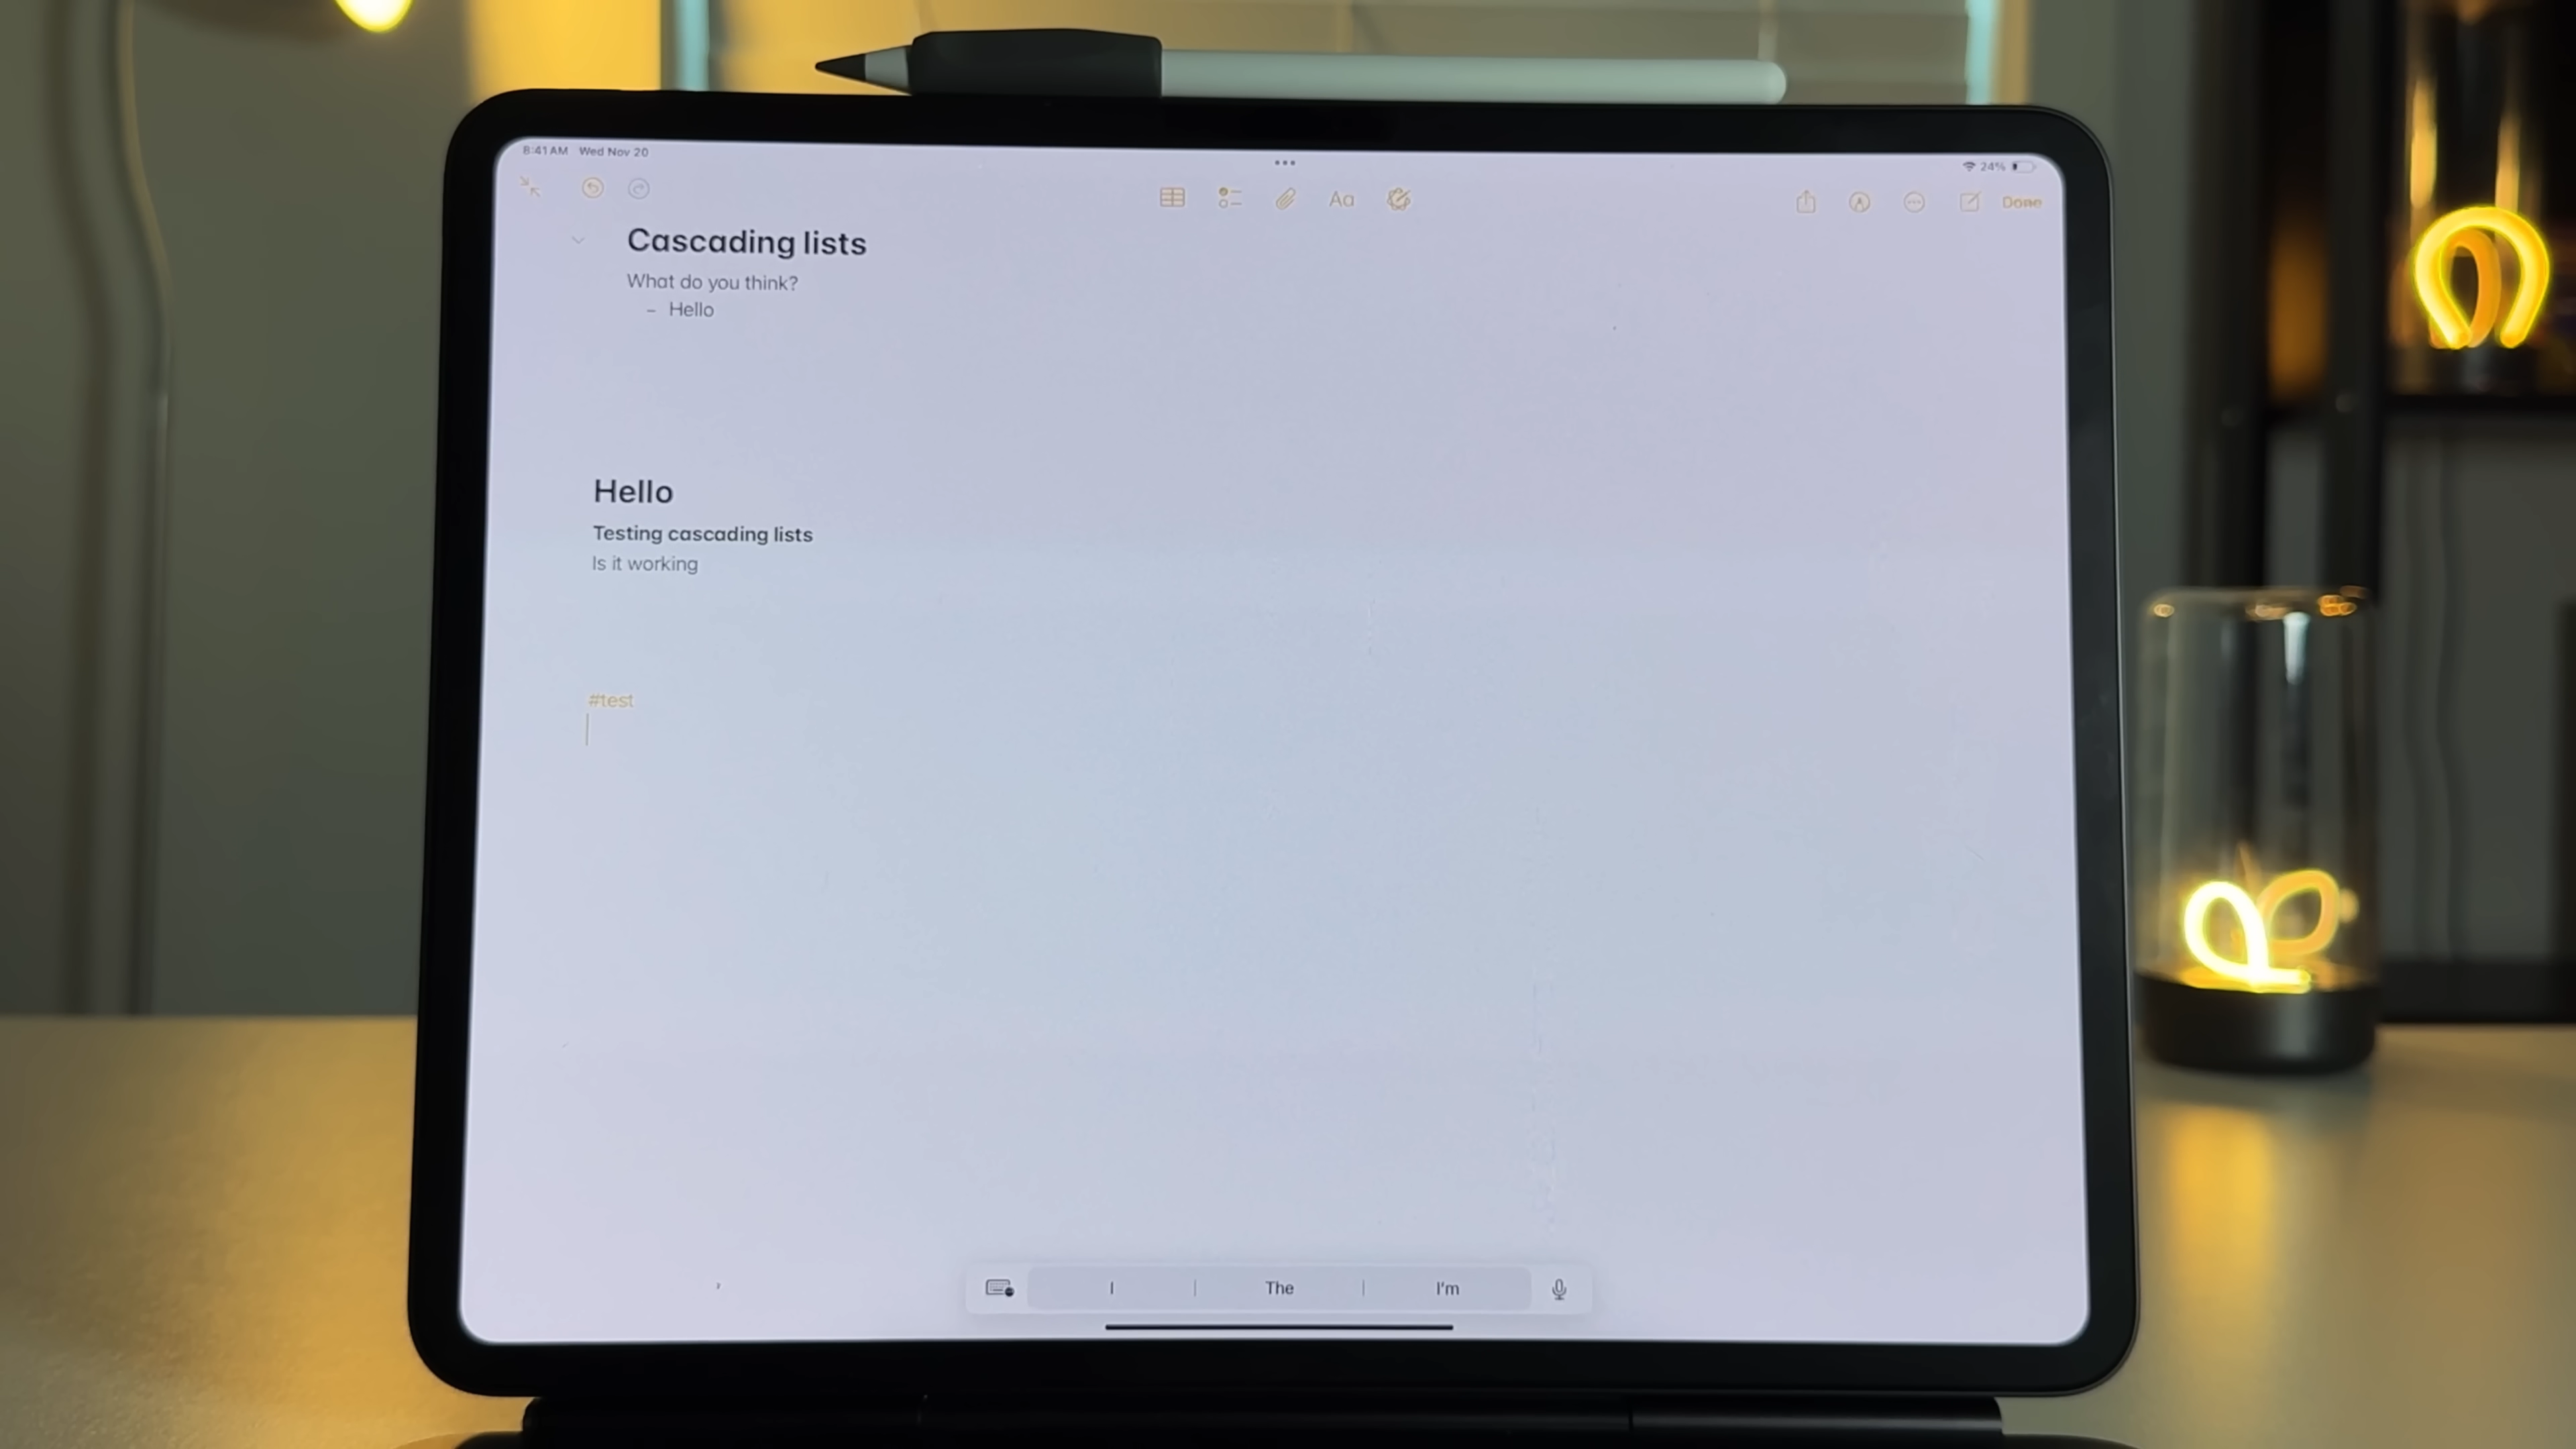 8:41 AM Wed Nov 20
24%
Aa
Done
Cascading lists
What do you think?
– Hello
Hello
Testing cascading lists
Is it working
#test
I The I'm